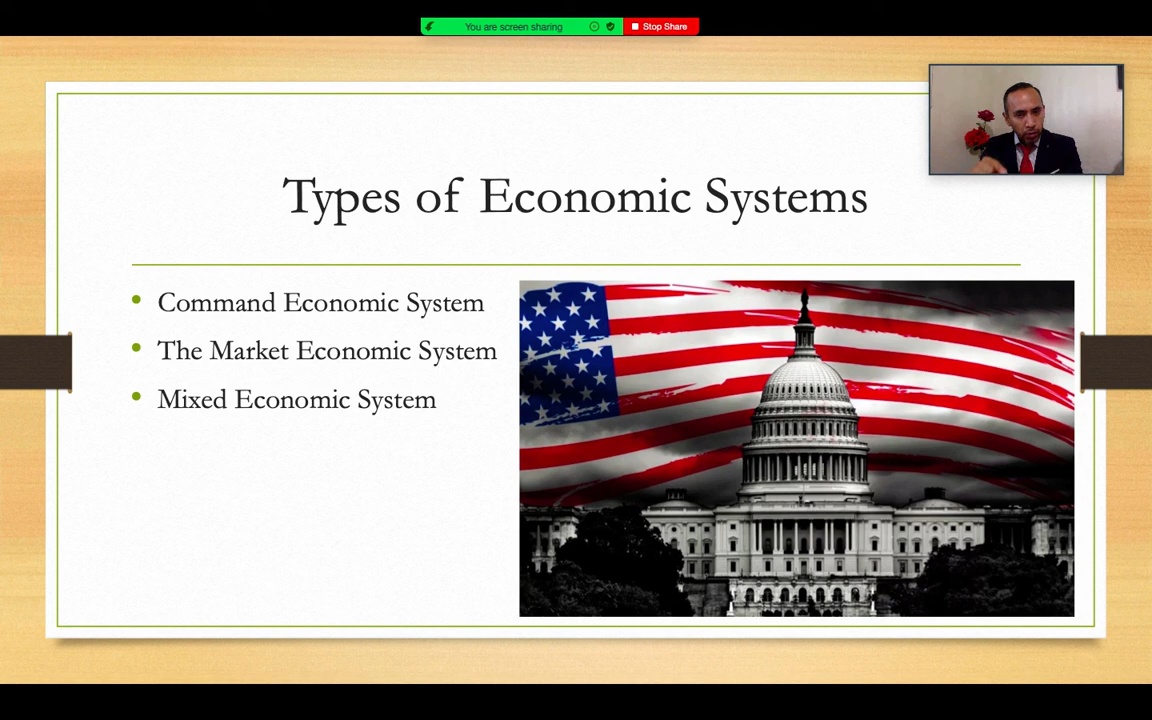 You are screen sharing
Stop Share
Types of Economic Systems
Command Economic System
The Market Economic System
Mixed Economic System